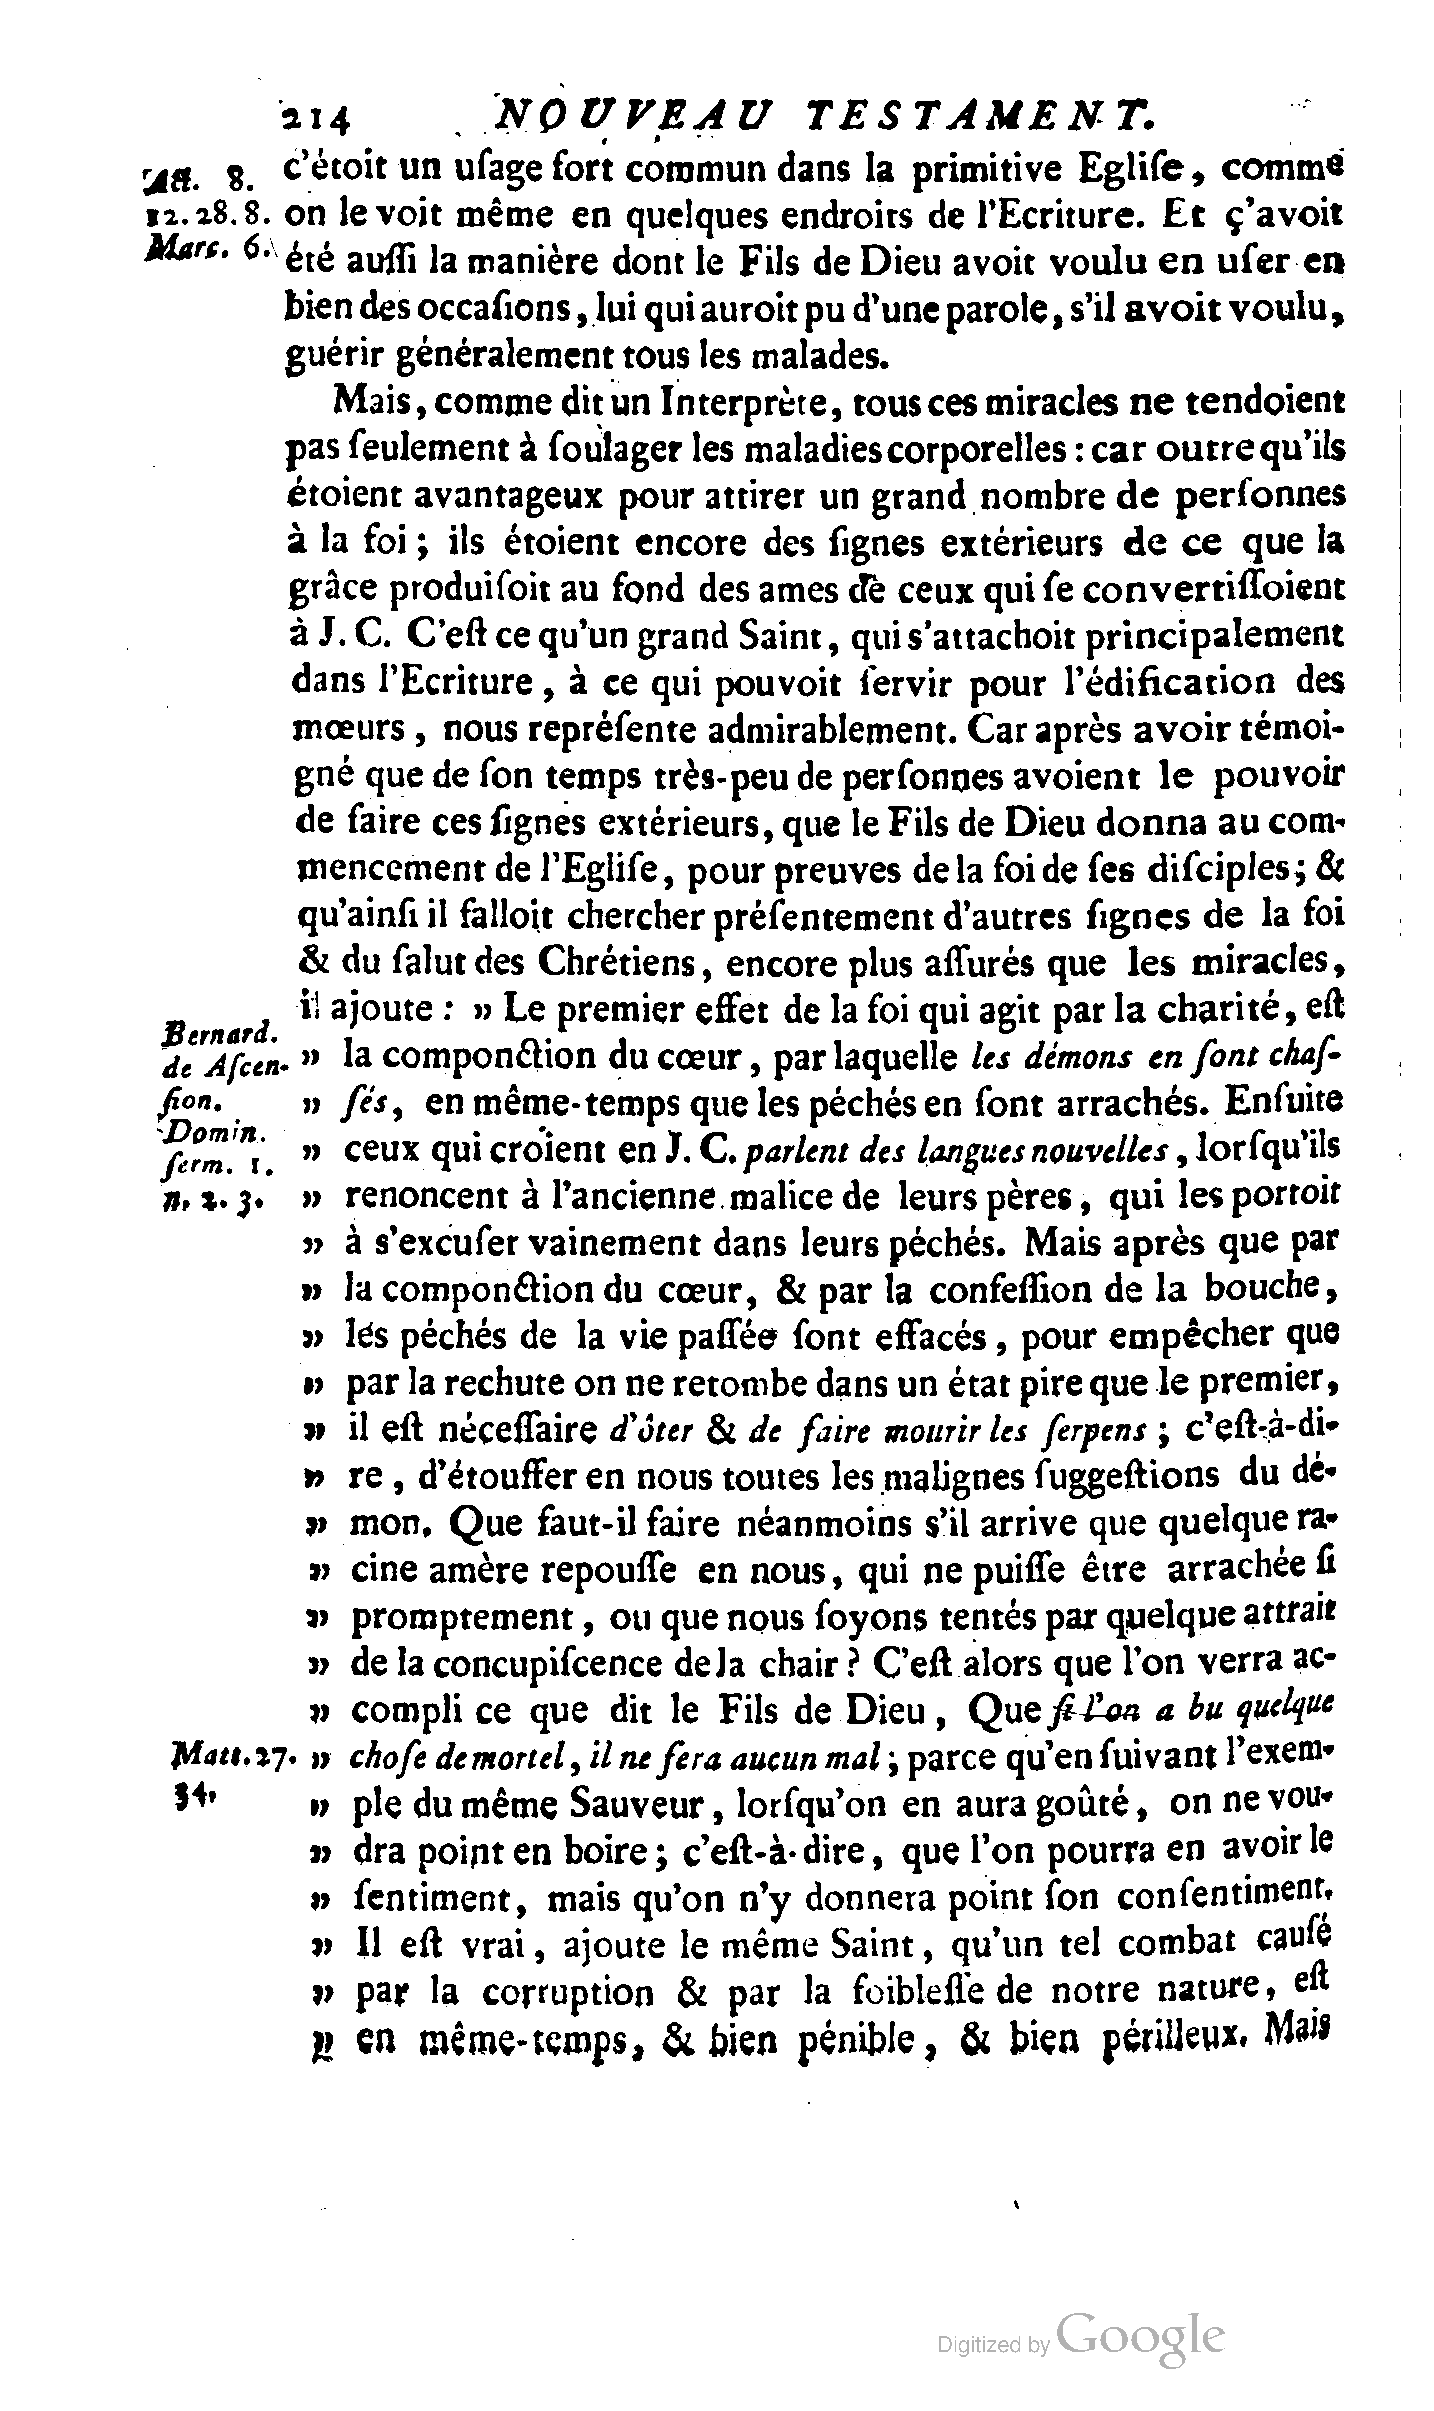 214 NOUVEAU TESTAMENT.
Act. 8.
12. 28. 8.
Marc. 6.
c'étoit un uſage fort commun dans la primitive Egliſe, comme
on le voit même en quelques endroits de l'Ecriture. Et ç'avoit
été auſſi la manière dont le Fils de Dieu avoit voulu en uſer en
bien des occaſions, lui qui auroit pu d'une parole, s'il avoit voulu,
guérir généralement tous les malades.
Mais, comme dit un Interprète, tous ces miracles ne tendoient
pas ſeulement à ſoulager les maladies corporelles : car outre qu'ils
étoient avantageux pour attirer un grand nombre de perſonnes
à la foi ; ils étoient encore des ſignes extérieurs de ce que la
grâce produiſoit au fond des ames de ceux qui ſe convertiſſoient
à J. C. C'eſt ce qu'un grand Saint, qui s'attachoit principalement
dans l'Ecriture, à ce qui pouvoit ſervir pour l'édification des
mœurs, nous repréſente admirablement. Car après avoir témoi-
gné que de ſon temps très-peu de perſonnes avoient le pouvoir
de faire ces ſignes extérieurs, que le Fils de Dieu donna au com-
mencement de l'Egliſe, pour preuves de la foi de ſes diſciples ; &
qu'ainſi il falloit chercher préſentement d'autres ſignes de la foi
& du ſalut des Chrétiens, encore plus aſſurés que les miracles,
il ajoute : » Le premier effet de la foi qui agit par la charité, eſt
Bernard.
de Aſcen-
ſion.
Domin.
ſerm. 1.
n. 2. 3.
» la componction du cœur, par laquelle les démons en ſont chaſ-
» ſés, en même-temps que les péchés en ſont arrachés. Enſuite
» ceux qui croient en J. C. parlent des langues nouvelles, lorſqu'ils
» renoncent à l'ancienne malice de leurs pères, qui les portoit
» à s'excuſer vainement dans leurs péchés. Mais après que par
» la componction du cœur, & par la confeſſion de la bouche,
» les péchés de la vie paſſée ſont effacés, pour empêcher que
» par la rechute on ne retombe dans un état pire que le premier,
» il eſt néceſſaire d'ôter & de faire mourir les ſerpens ; c'eſt-à-di-
» re, d'étouffer en nous toutes les malignes ſuggeſtions du dé-
» mon. Que faut-il faire néanmoins s'il arrive que quelque ra-
» cine amère repouſſe en nous, qui ne puiſſe être arrachée ſi
» promptement, ou que nous ſoyons tentés par quelque attrait
» de la concupiſcence de la chair ? C'eſt alors que l'on verra ac-
» compli ce que dit le Fils de Dieu, Que ſi l'on a bu quelque
Matt. 27.
34.
» choſe de mortel, il ne fera aucun mal ; parce qu'en ſuivant l'exem-
» ple du même Sauveur, lorſqu'on en aura goûté, on ne vou-
» dra point en boire ; c'eſt-à-dire, que l'on pourra en avoir le
» ſentiment, mais qu'on n'y donnera point ſon conſentiment.
» Il eſt vrai, ajoute le même Saint, qu'un tel combat cauſé
» par la corruption & par la foibleſſe de notre nature, eſt
» en même-temps, & bien pénible, & bien périlleux. Mais
Digitized by Google